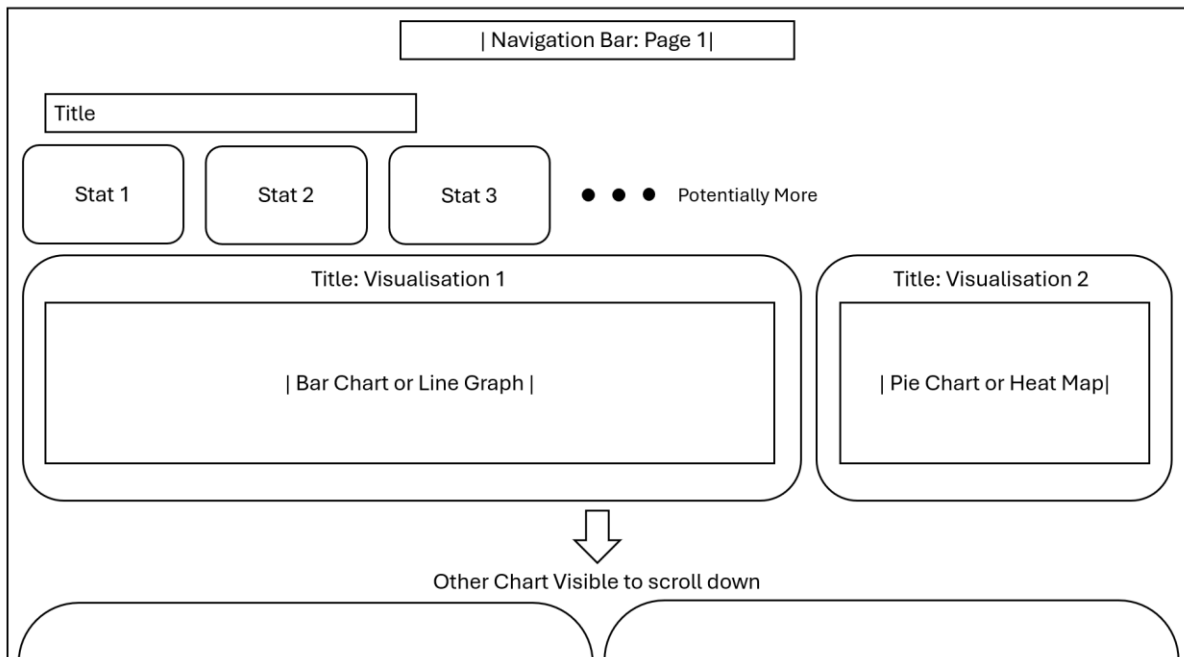 | Navigation Bar: Page 1|
Title
Stat 1
Stat 2
Stat 3
Potentially More
Title: Visualisation 1
| Bar Chart or Line Graph |
Title: Visualisation 2
| Pie Chart or Heat Map|
Other Chart Visible to scroll down